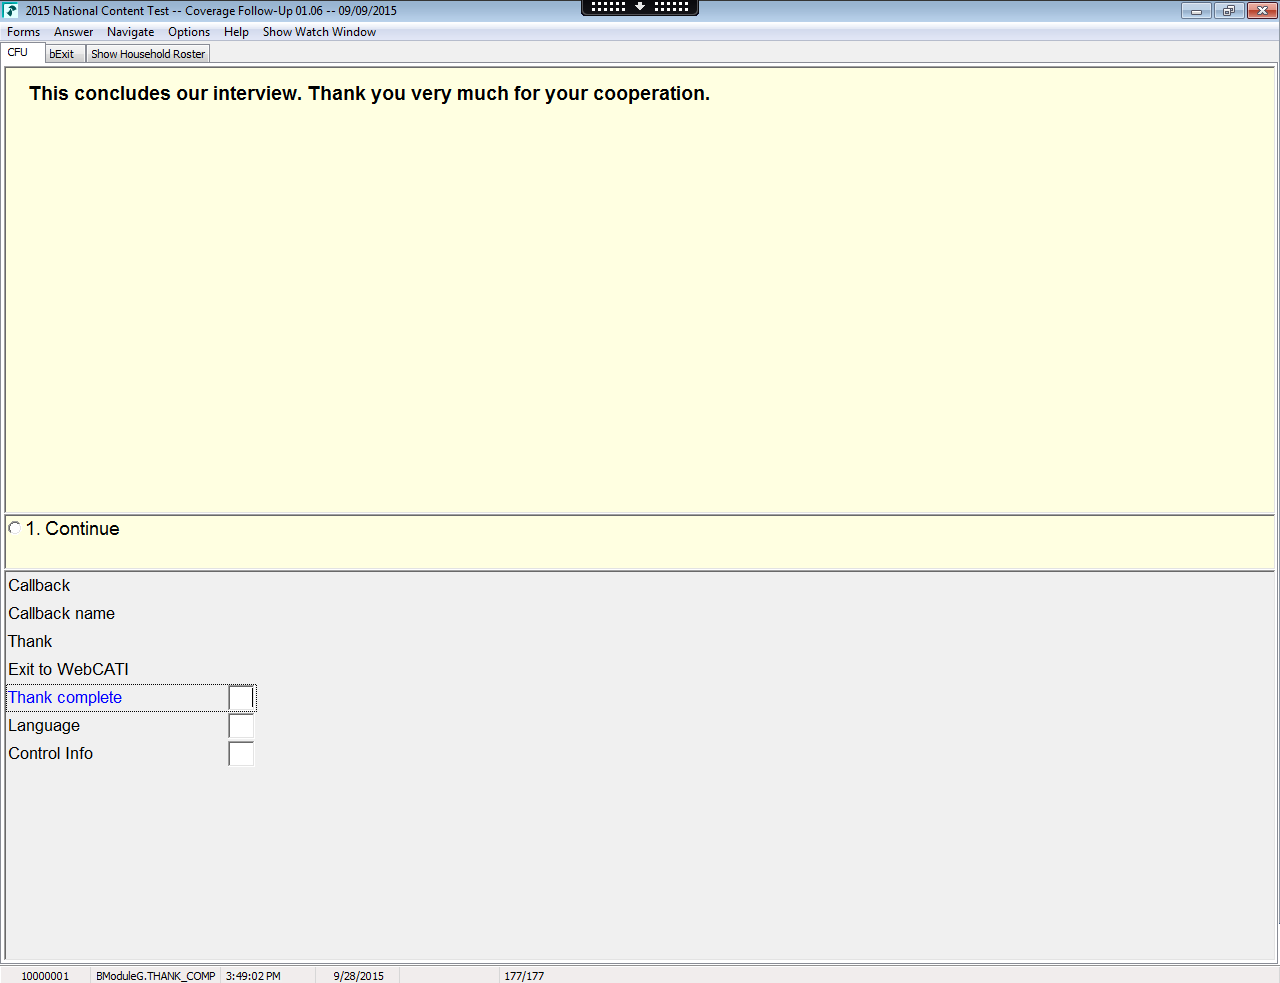 2015 National Content Test -- Coverage Follow-Up 01.06 -- 09/09/2015
Forms Answer Navigate Options Help Show Watch Window
CFU bExit Show Household Roster
This concludes our interview. Thank you very much for your cooperation.
1. Continue
Callback
Callback name
Thank
Exit to WebCATI
Thank complete
Language
Control Info
10000001 BModuleG.THANK_COMP 3:49:02 PM 9/28/2015 177/177